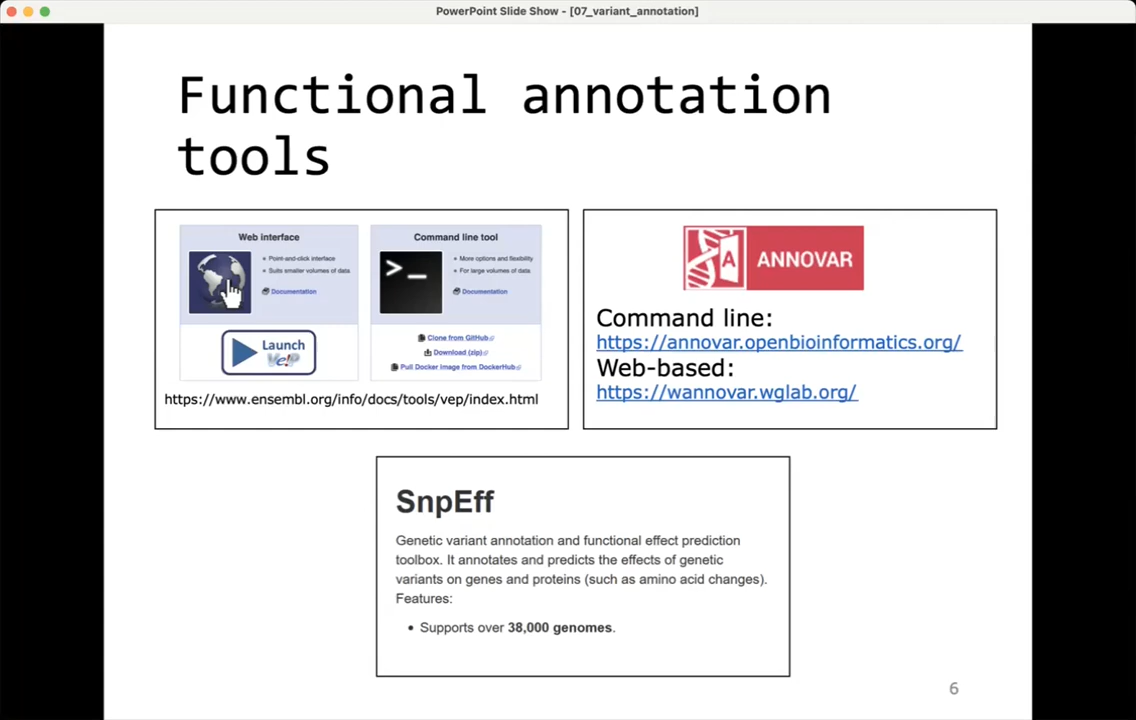 PowerPoint Slide Show - [07_variant_annotation]
Functional annotation
tools
Web interface
Point-and-click interface
Suits smaller volumes of data
Documentation
Launch
Ve!P
Command line tool
>_
More options and flexibility
For large volumes of data
Documentation
Clone from GitHub
Download (zip)
Pull Docker Image from DockerHub
https://www.ensembl.org/info/docs/tools/vep/index.html
A
ANNOVAR
Command line:
https://annovar.openbioinformatics.org/
Web-based:
https://wannovar.wglab.org/
SnpEff
Genetic variant annotation and functional effect prediction
toolbox. It annotates and predicts the effects of genetic
variants on genes and proteins (such as amino acid changes).
Features:
• Supports over 38,000 genomes.
6